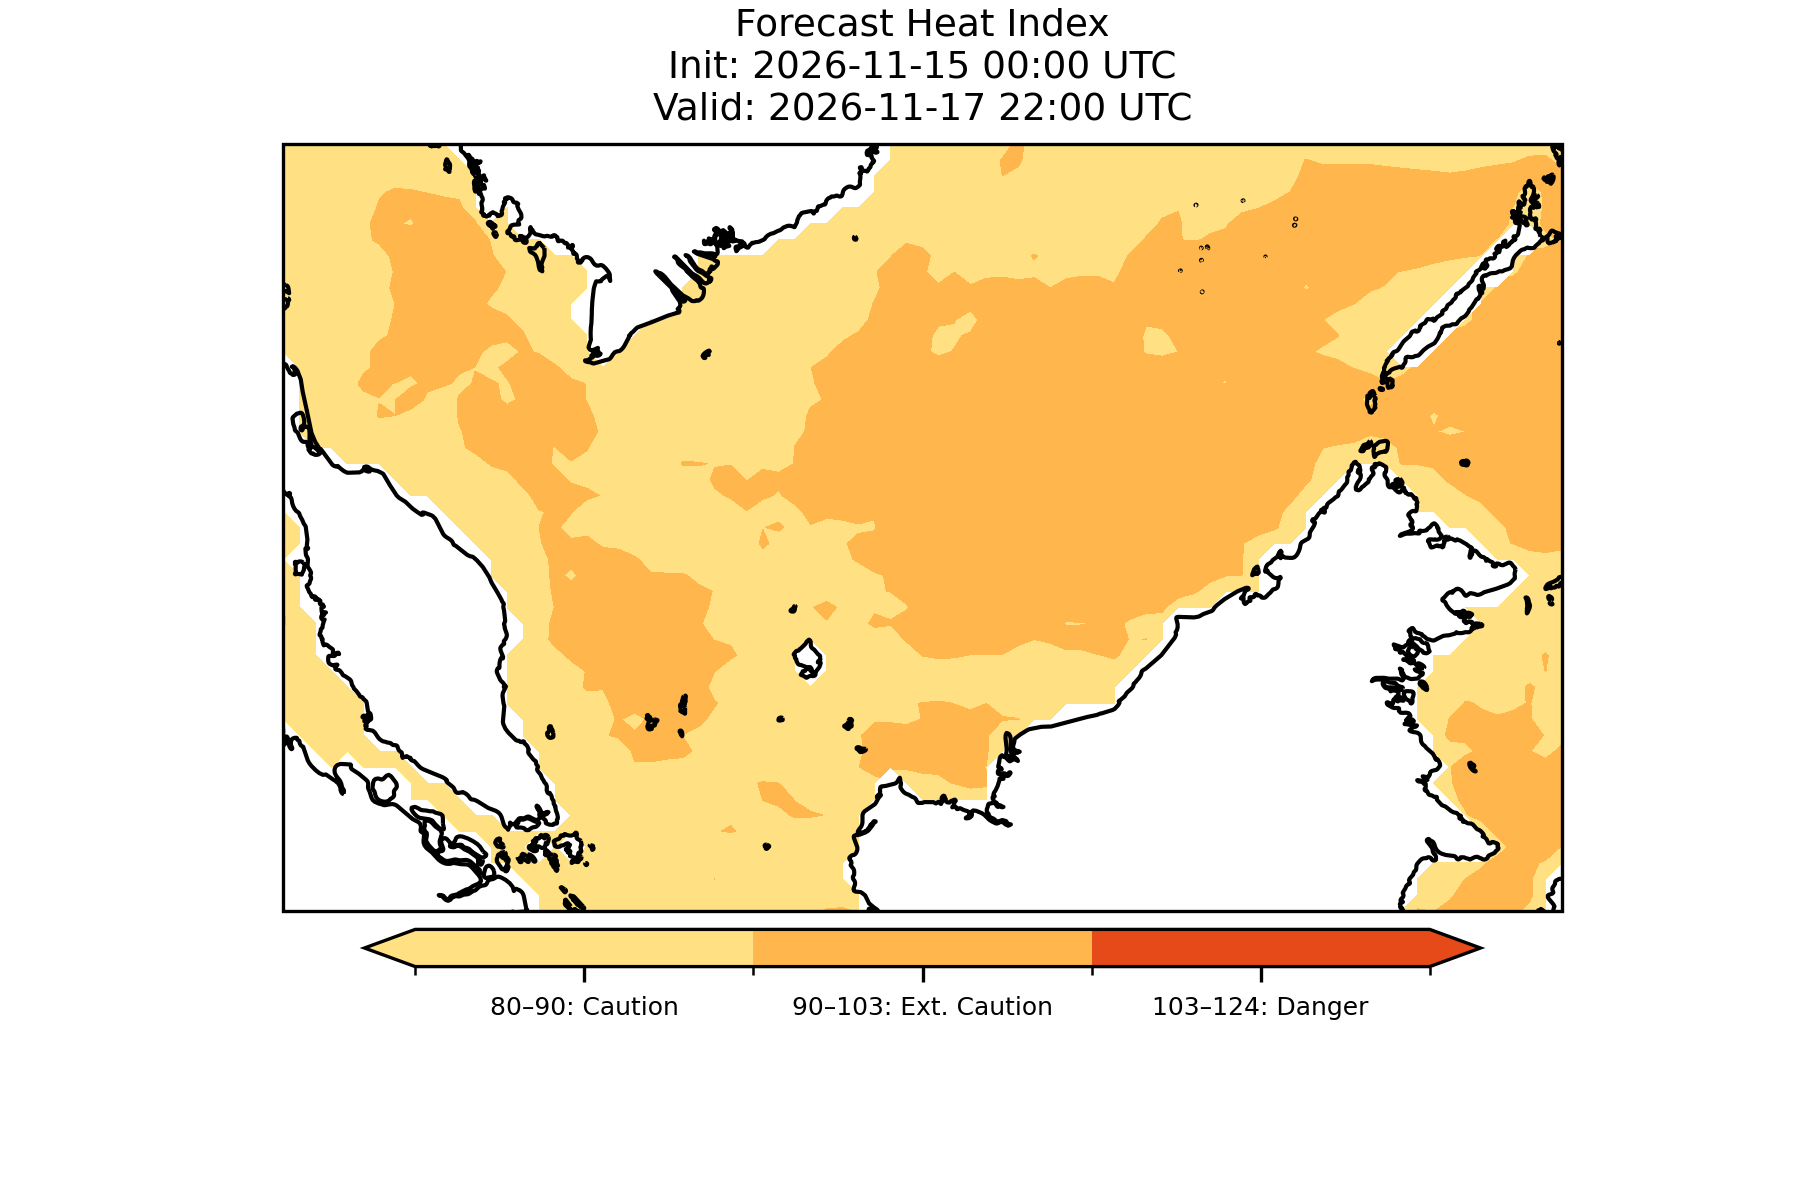 Forecast Heat Index
Init: 2026-11-15 00:00 UTC
Valid: 2026-11-17 22:00 UTC
80–90: Caution
90–103: Ext. Caution
103–124: Danger